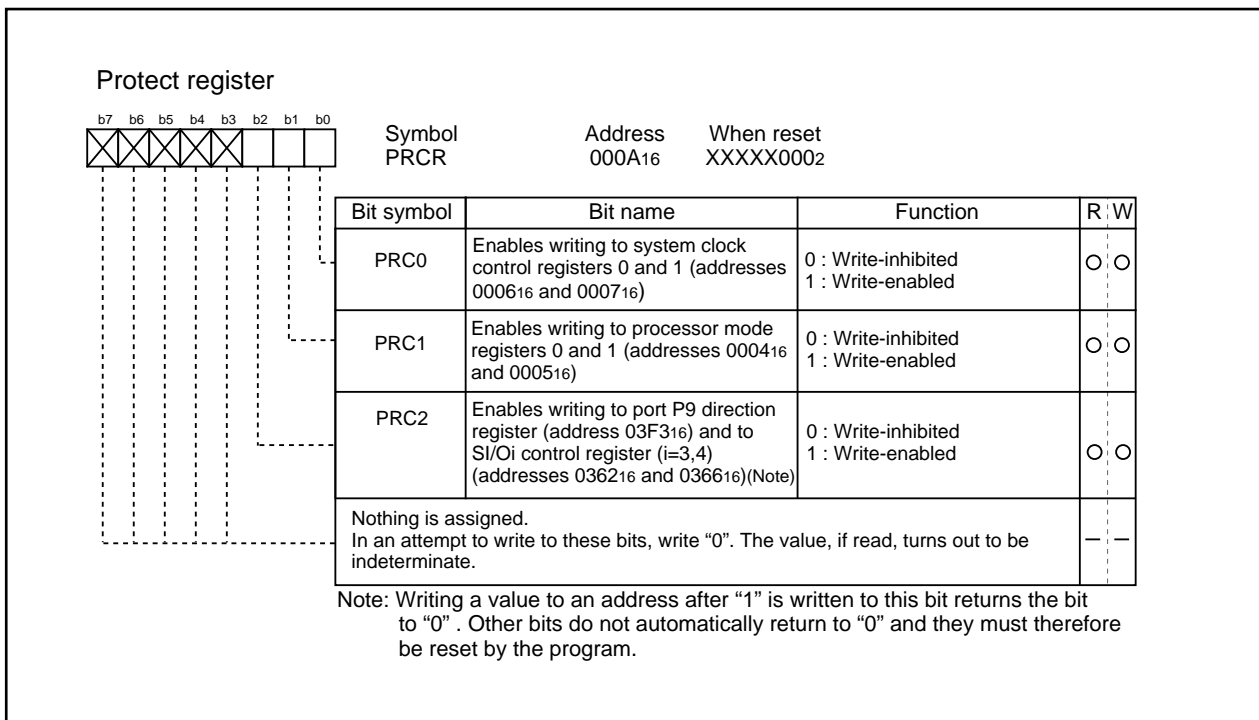 Protect register
b7 b6 b5 b4 b3 b2 b1 b0
Symbol Address When reset
PRCR 000A16 XXXXX0002
Bit symbol Bit name Function R W
PRC0 Enables writing to system clock
control registers 0 and 1 (addresses
000616 and 000716)
0 : Write-inhibited
1 : Write-enabled
PRC1 Enables writing to processor mode
registers 0 and 1 (addresses 000416
and 000516)
0 : Write-inhibited
1 : Write-enabled
PRC2 Enables writing to port P9 direction
register (address 03F316) and to
SI/Oi control register (i=3,4)
(addresses 036216 and 036616)(Note)
0 : Write-inhibited
1 : Write-enabled
Nothing is assigned.
In an attempt to write to these bits, write “0”. The value, if read, turns out to be
indeterminate.
Note: Writing a value to an address after “1” is written to this bit returns the bit
to “0” . Other bits do not automatically return to “0” and they must therefore
be reset by the program.